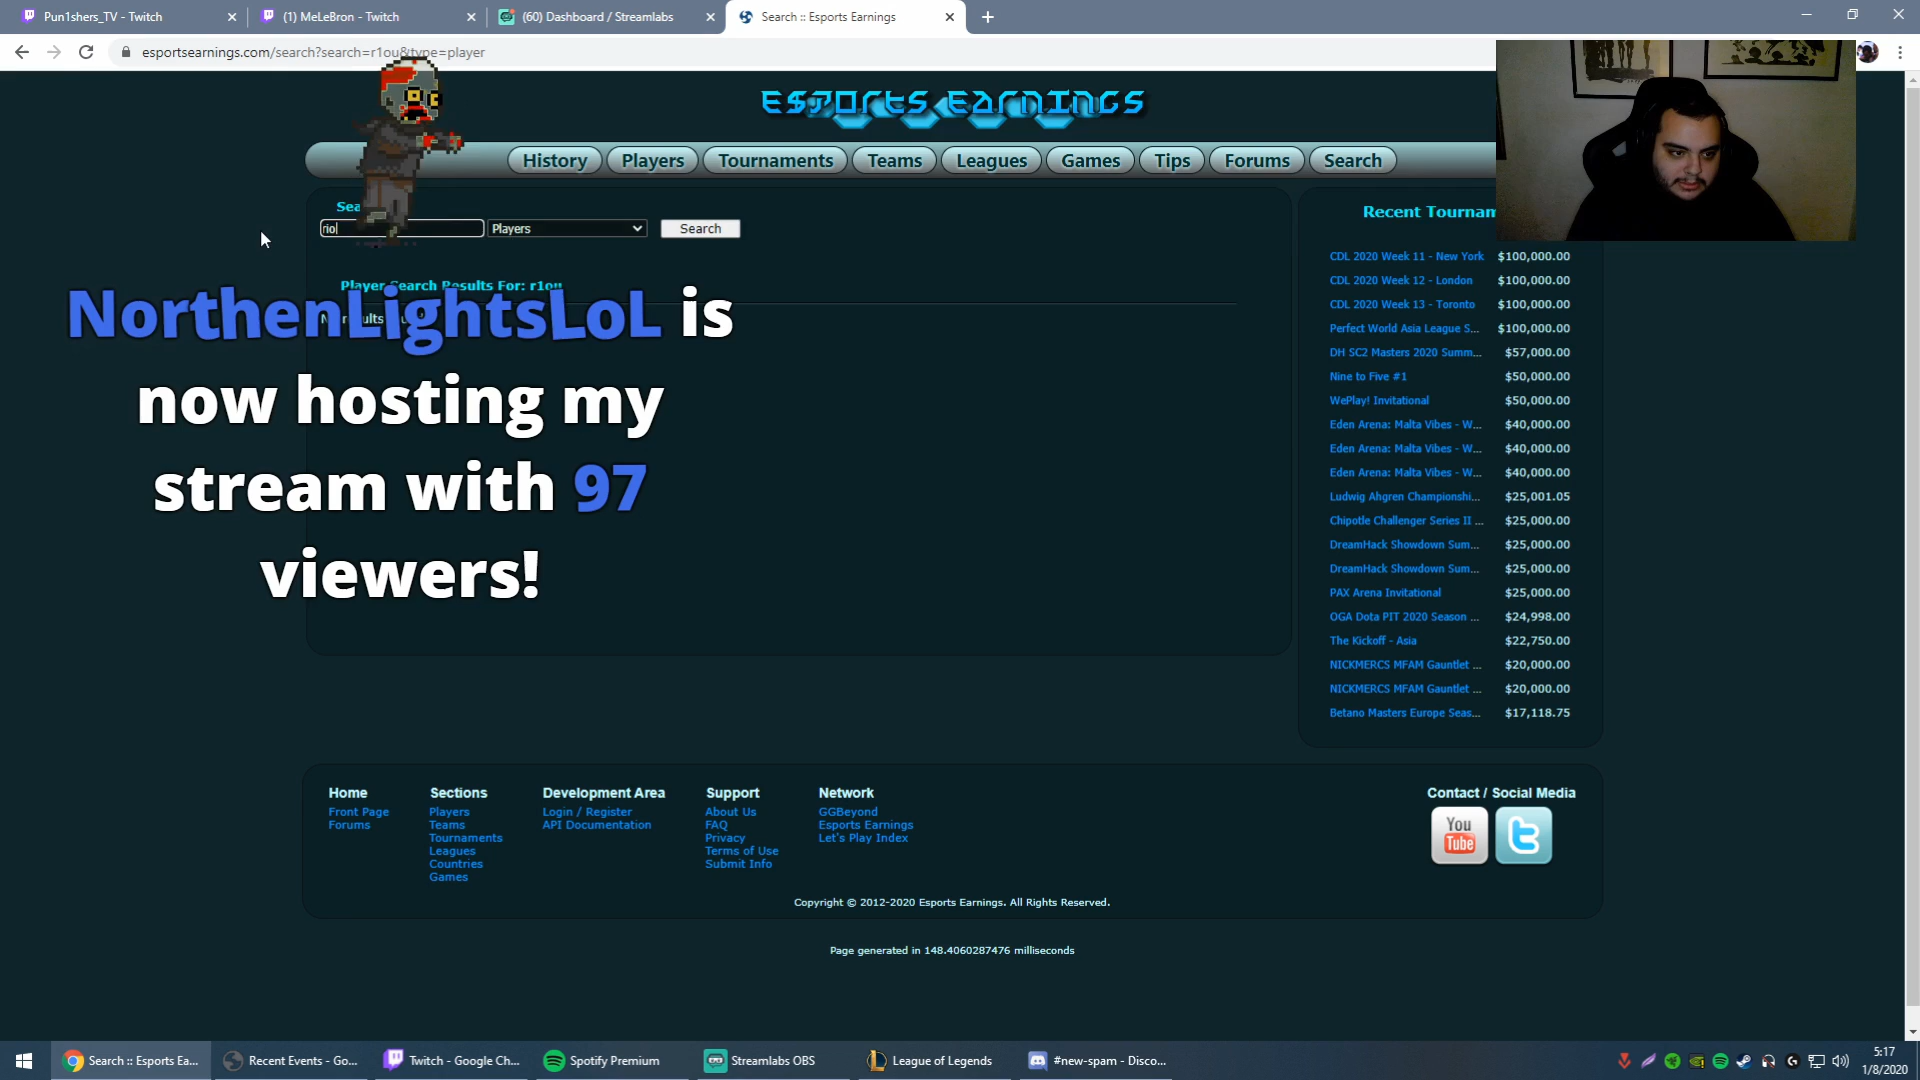 Pun1shers_TV - Twitch
(1) MeLeBron - Twitch
(60) Dashboard / Streamlabs
Search :: Esports Earnings
esportsearnings.com/search?search=r1ou&type=player
ESPORTS EARNINGS
History Players Tournaments Teams Leagues Games Tips Forums Search
Sea
riol Players Search
Player Search Results For: r1ou
NorthenLightsLoL is
now hosting my
stream with 97
viewers!
Recent Tournam
CDL 2020 Week 11 - New York $100,000.00
CDL 2020 Week 12 - London $100,000.00
CDL 2020 Week 13 - Toronto $100,000.00
Perfect World Asia League S... $100,000.00
DH SC2 Masters 2020 Summ... $57,000.00
Nine to Five #1 $50,000.00
WePlay! Invitational $50,000.00
Eden Arena: Malta Vibes - W... $40,000.00
Eden Arena: Malta Vibes - W... $40,000.00
Eden Arena: Malta Vibes - W... $40,000.00
Ludwig Ahgren Championshi... $25,001.05
Chipotle Challenger Series II ... $25,000.00
DreamHack Showdown Sum... $25,000.00
DreamHack Showdown Sum... $25,000.00
PAX Arena Invitational $25,000.00
OGA Dota PIT 2020 Season ... $24,998.00
The Kickoff - Asia $22,750.00
NICKMERCS MFAM Gauntlet ... $20,000.00
NICKMERCS MFAM Gauntlet ... $20,000.00
Betano Masters Europe Seas... $17,118.75
Home
Front Page
Forums
Sections
Players
Teams
Tournaments
Leagues
Countries
Games
Development Area
Login / Register
API Documentation
Support
About Us
FAQ
Privacy
Terms of Use
Submit Info
Network
GGBeyond
Esports Earnings
Let's Play Index
Contact / Social Media
You
Tube
Copyright © 2012-2020 Esports Earnings. All Rights Reserved.
Page generated in 148.4060287476 milliseconds
Search :: Esports Ea...
Recent Events - Go...
Twitch - Google Ch...
Spotify Premium
Streamlabs OBS
League of Legends
#new-spam - Disco...
5:17
1/8/2020